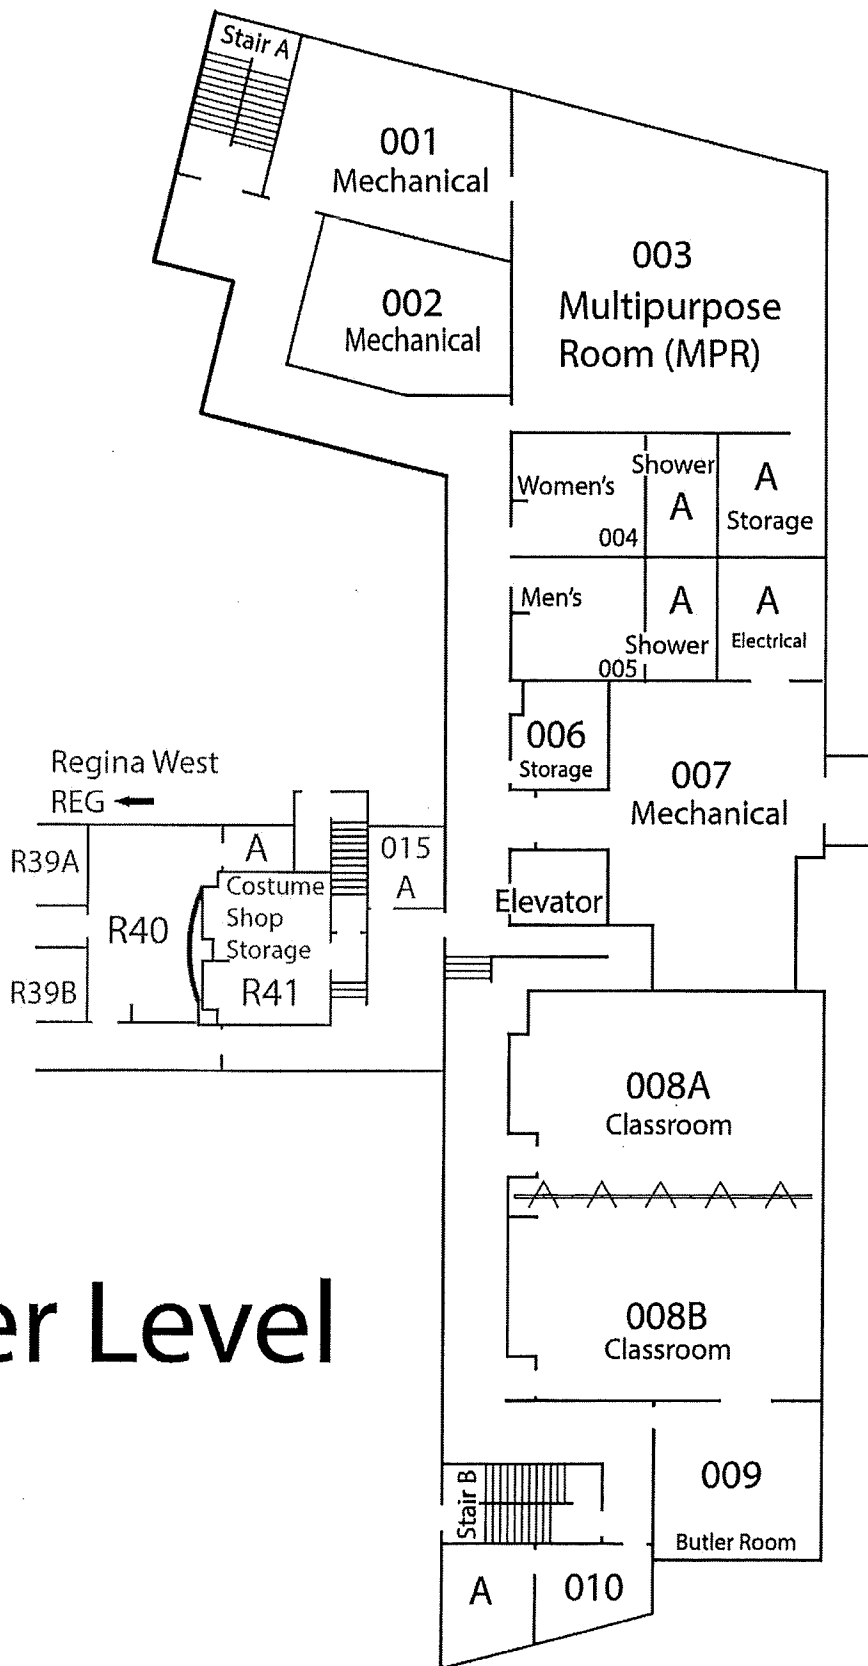 Stair A
001
Mechanical
002
Mechanical
003
Multipurpose
Room (MPR)
Women's
004
Shower
A
A
Storage
Men's
005
A
Shower
A
Electrical
006
Storage
007
Mechanical
Regina West
REG
R39A
A
015
A
Costume
Shop
Storage
R40
R41
R39B
Elevator
008A
Classroom
er Level
008B
Classroom
Stair B
009
Butler Room
A
010